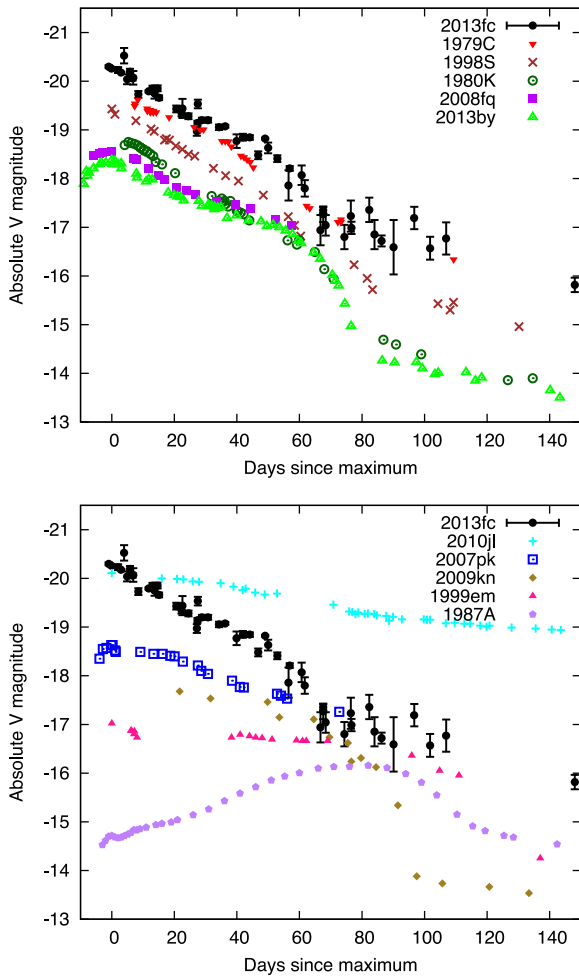 -21
-20
-19
-18
-17
-16
-15
-14
-13
Absolute V magnitude
2013fc
1979C
1998S
1980K
2008fq
2013by
0 20 40 60 80 100 120 140
Days since maximum
-21
-20
-19
-18
-17
-16
-15
-14
-13
Absolute V magnitude
2013fc
2010jl
2007pk
2009kn
1999em
1987A
0 20 40 60 80 100 120 140
Days since maximum